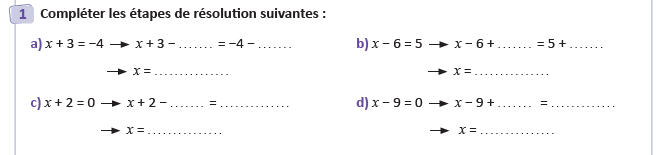 1 Compléter les étapes de résolution suivantes :
a) x + 3 = –4 → x + 3 – ....... = –4 – .......
→ x = ...............
b) x – 6 = 5 → x – 6 + ....... = 5 + .......
→ x = ...............
c) x + 2 = 0 → x + 2 – ....... = ..............
→ x = ...............
d) x – 9 = 0 → x – 9 + ....... = .............
→ x = ...............